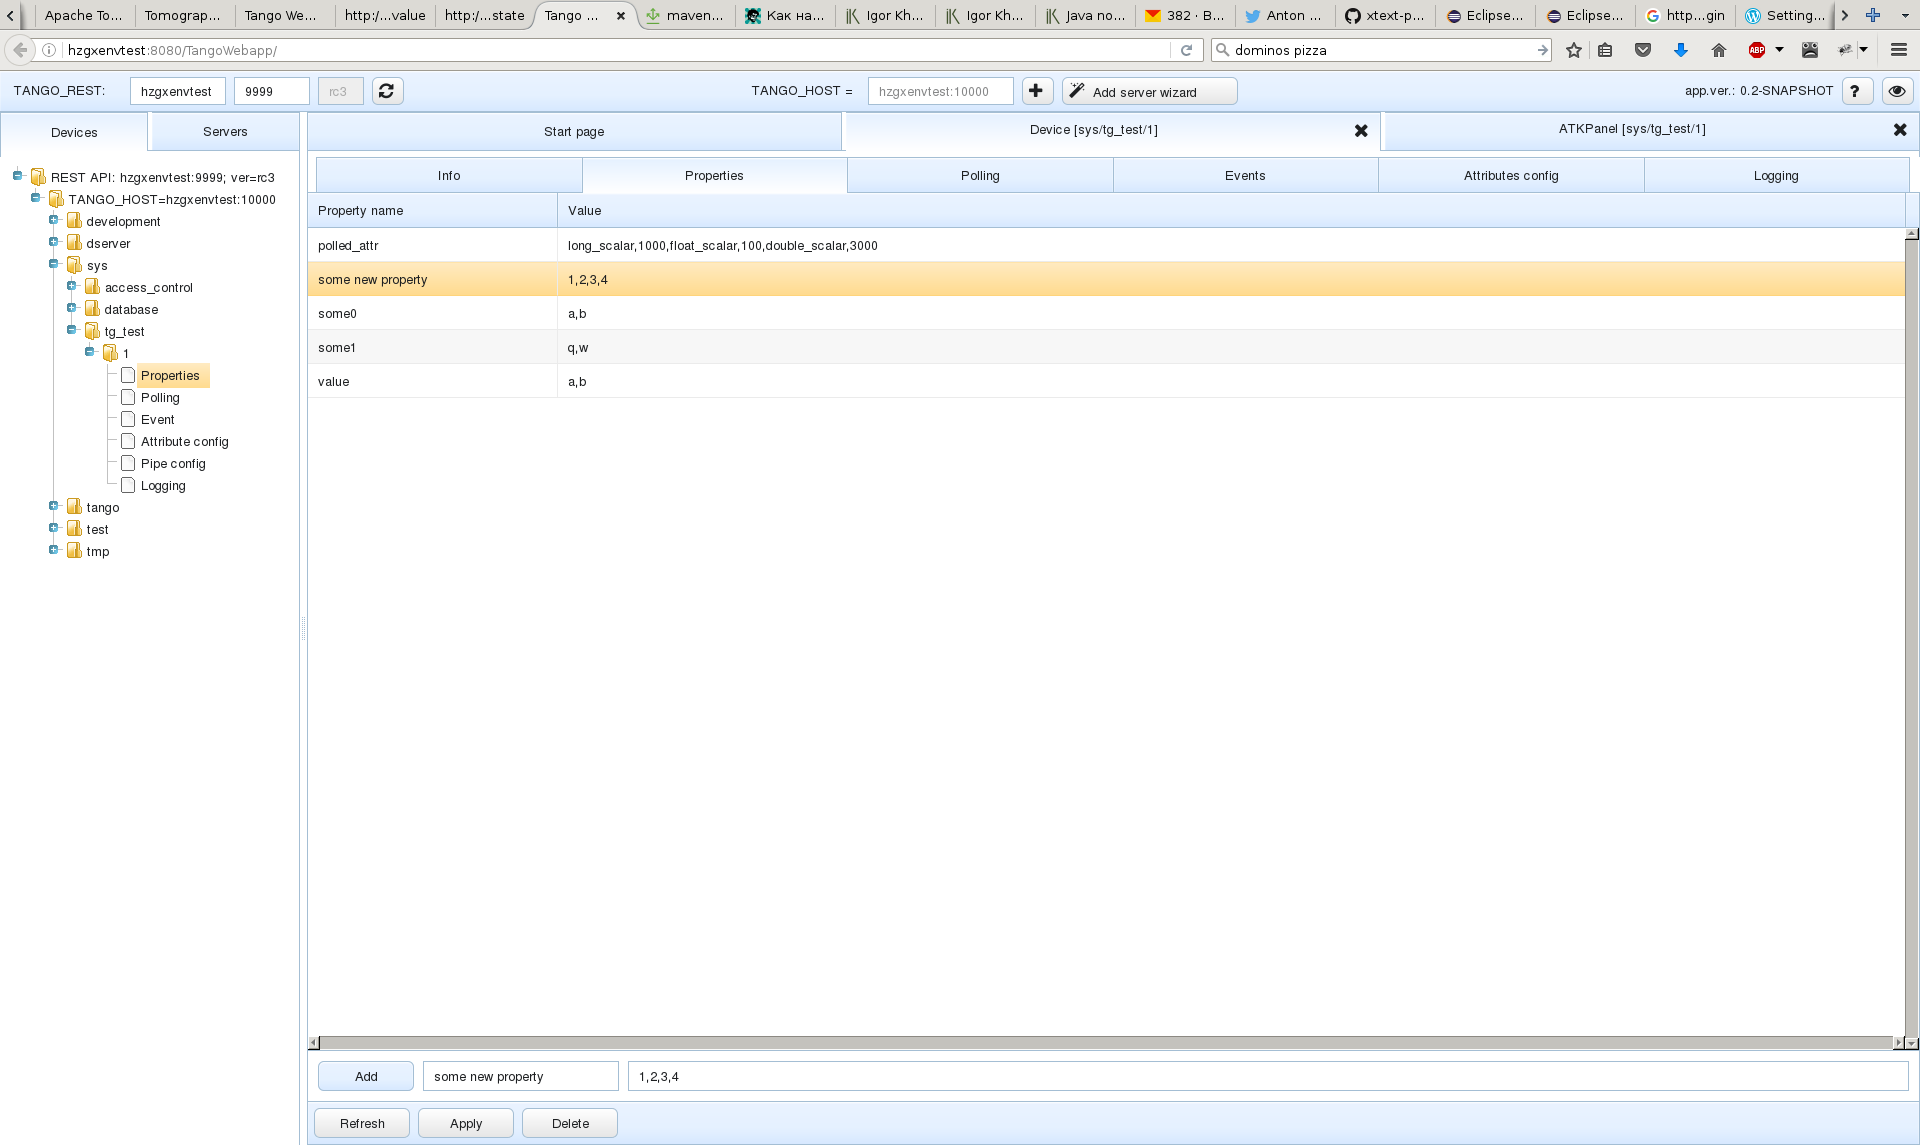 Apache To... Tomograp... Tango We... http:/...value http:/...state Tango ... maven... Как на... Igor Kh... Igor Kh... Java no... 382 · B... Anton ... xtext-p... Eclipse... Eclipse... http...gin Setting...
hzgxenvtest:8080/TangoWebapp/ dominos pizza ABP
TANGO_REST: hzgxenvtest 9999 rc3 TANGO_HOST = hzgxenvtest:10000 Add server wizard app.ver.: 0.2-SNAPSHOT ?
Devices Servers Start page Device [sys/tg_test/1] ATKPanel [sys/tg_test/1]
Info Properties Polling Events Attributes config Logging
Property name Value
polled_attr long_scalar,1000,float_scalar,100,double_scalar,3000
some new property 1,2,3,4
some0 a,b
some1 q,w
value a,b
REST API: hzgxenvtest:9999; ver=rc3
TANGO_HOST=hzgxenvtest:10000
development
dserver
sys
access_control
database
tg_test
1
Properties
Polling
Event
Attribute config
Pipe config
Logging
tango
test
tmp
Add some new property 1,2,3,4
Refresh Apply Delete